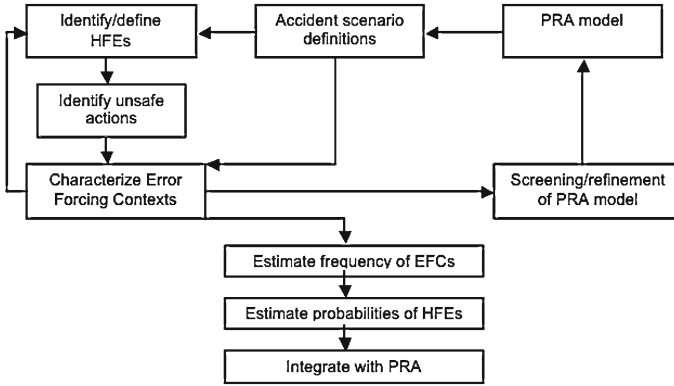 Identify/define
HFEs
Accident scenario
definitions
PRA model
Identify unsafe
actions
Characterize Error
Forcing Contexts
Screening/refinement
of PRA model
Estimate frequency of EFCs
Estimate probabilities of HFEs
Integrate with PRA